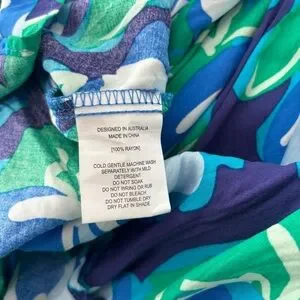 DESIGNED IN AUSTRALIA
MADE IN CHINA
(100% RAYON)
COLD GENTLE MACHINE WASH
SEPARATELY WITH MILD
DETERGENT
DO NOT SOAK
DO NOT WRING OR RUB
DO NOT BLEACH
DO NOT TUMBLE DRY
DRY FLAT IN SHADE